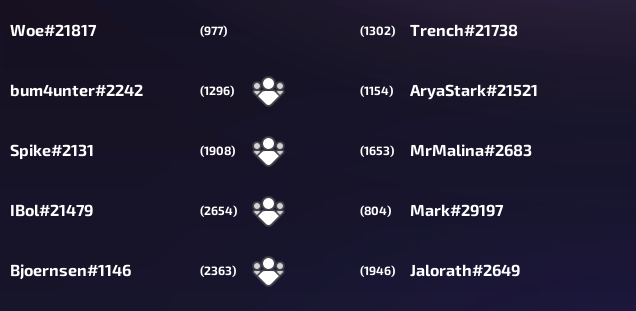 Woe#21817 (977) (1302) Trench#21738
bum4unter#2242 (1296) (1154) AryaStark#21521
Spike#2131 (1908) (1653) MrMalina#2683
IBol#21479 (2654) (804) Mark#29197
Bjoernsen#1146 (2363) (1946) Jalorath#2649